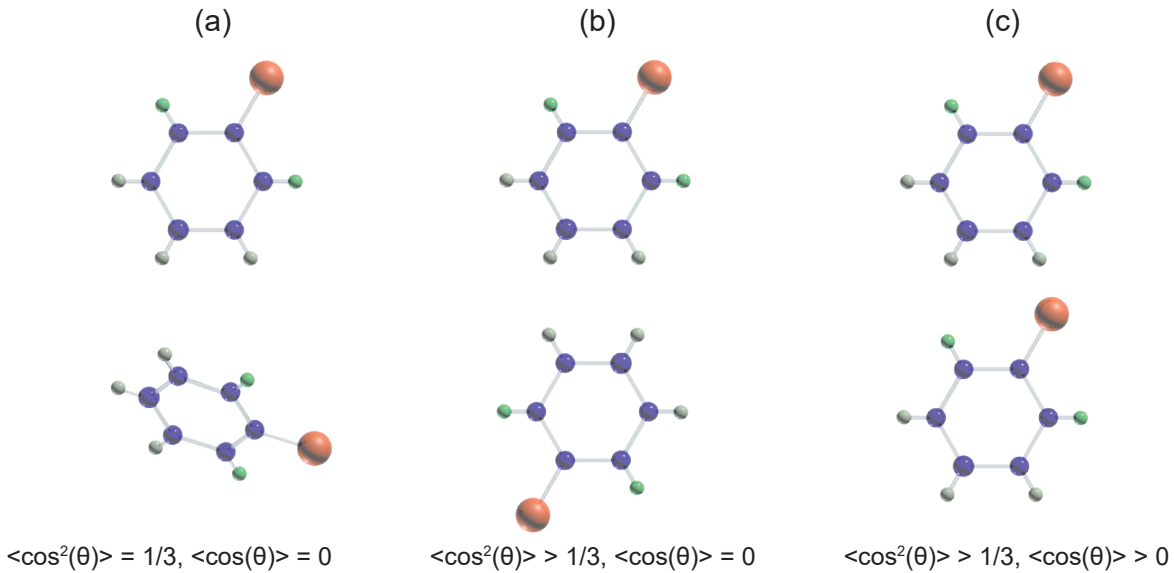 (a) (b) (c)
<cos²(θ)> = 1/3, <cos(θ)> = 0 <cos²(θ)> > 1/3, <cos(θ)> = 0 <cos²(θ)> > 1/3, <cos(θ)> > 0